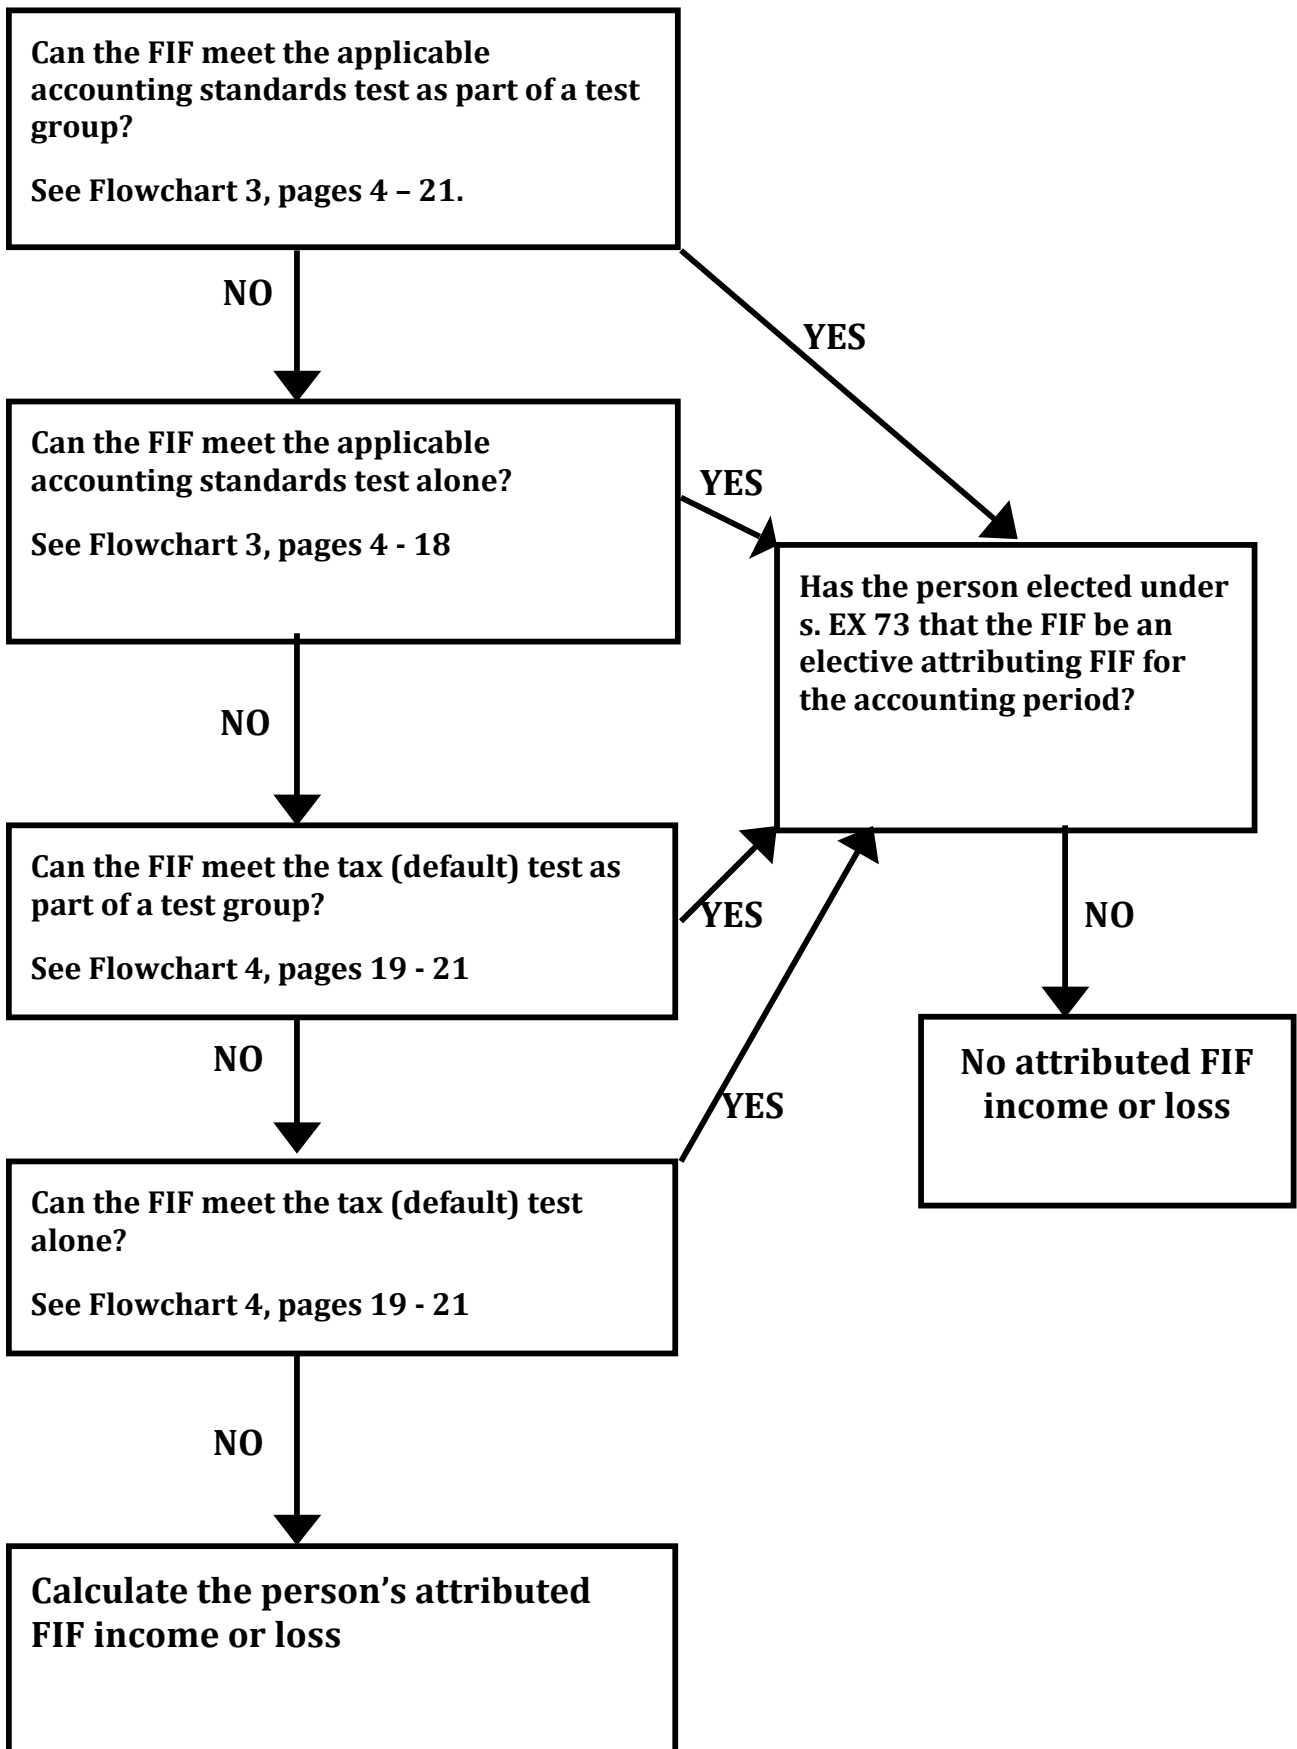 Can the FIF meet the applicable
accounting standards test as part of a test
group?
See Flowchart 3, pages 4 – 21.
NO
YES
Can the FIF meet the applicable
accounting standards test alone?
See Flowchart 3, pages 4 - 18
YES
Has the person elected under
s. EX 73 that the FIF be an
elective attributing FIF for
the accounting period?
NO
Can the FIF meet the tax (default) test as
part of a test group?
See Flowchart 4, pages 19 - 21
YES
NO
NO
No attributed FIF
income or loss
YES
Can the FIF meet the tax (default) test
alone?
See Flowchart 4, pages 19 - 21
NO
Calculate the person’s attributed
FIF income or loss